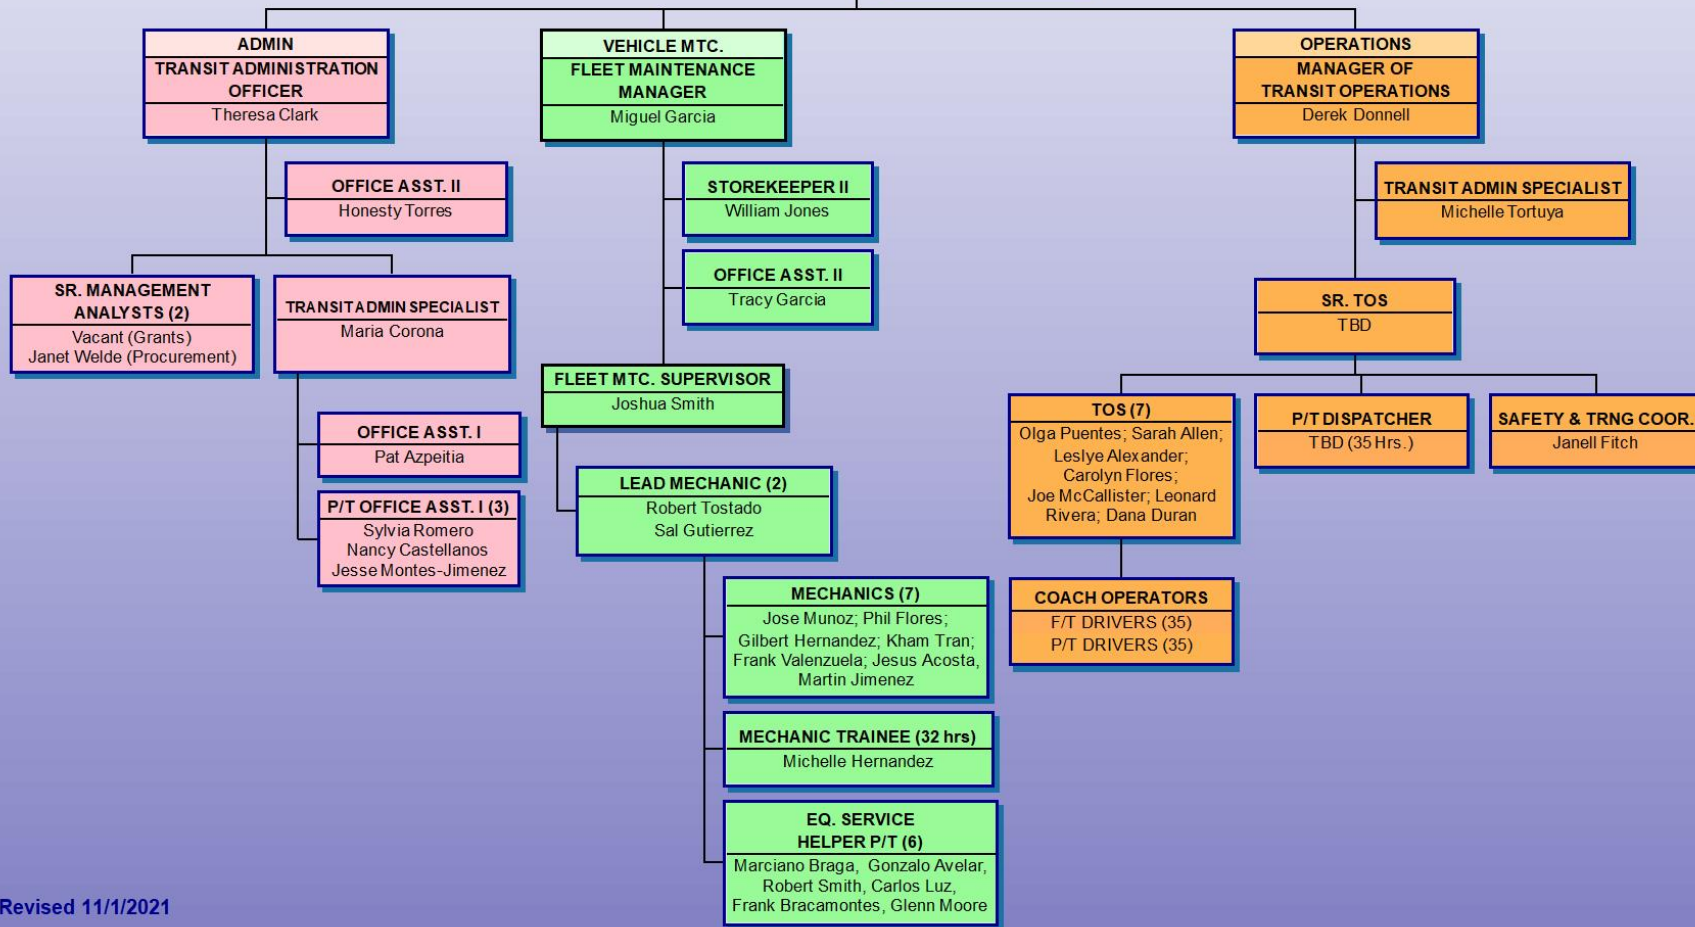 ADMIN
TRANSIT ADMINISTRATION
OFFICER
Theresa Clark
OFFICE ASST. II
Honesty Torres
SR. MANAGEMENT
ANALYSTS (2)
Vacant (Grants)
Janet Welde (Procurement)
TRANSIT ADMIN SPECIALIST
Maria Corona
OFFICE ASST. I
Pat Azpeitia
P/T OFFICE ASST. I (3)
Sylvia Romero
Nancy Castellanos
Jesse Montes-Jimenez
VEHICLE MTC.
FLEET MAINTENANCE
MANAGER
Miguel Garcia
STOREKEEPER II
William Jones
OFFICE ASST. II
Tracy Garcia
FLEET MTC. SUPERVISOR
Joshua Smith
LEAD MECHANIC (2)
Robert Tostado
Sal Gutierrez
MECHANICS (7)
Jose Munoz; Phil Flores;
Gilbert Hernandez; Kham Tran;
Frank Valenzuela; Jesus Acosta,
Martin Jimenez
MECHANIC TRAINEE (32 hrs)
Michelle Hernandez
EQ. SERVICE
HELPER P/T (6)
Marciano Braga, Gonzalo Avelar,
Robert Smith, Carlos Luz,
Frank Bracamontes, Glenn Moore
OPERATIONS
MANAGER OF
TRANSIT OPERATIONS
Derek Donnell
TRANSIT ADMIN SPECIALIST
Michelle Tortuya
SR. TOS
TBD
TOS (7)
Olga Puentes; Sarah Allen;
Leslye Alexander;
Carolyn Flores;
Joe McCallister; Leonard
Rivera; Dana Duran
P/T DISPATCHER
TBD (35 Hrs.)
SAFETY & TRNG COOR.
Janell Fitch
COACH OPERATORS
F/T DRIVERS (35)
P/T DRIVERS (35)
Revised 11/1/2021